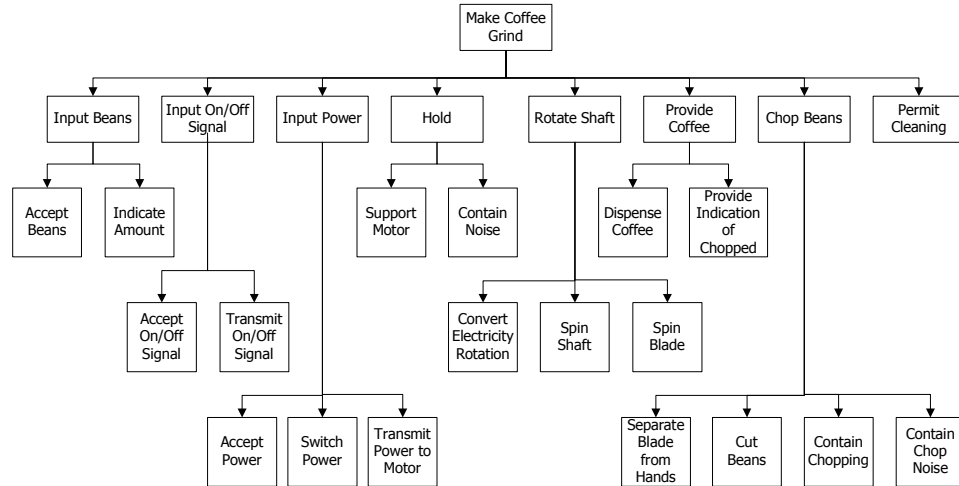 Make Coffee
Grind
Input Beans
Input On/Off
Signal
Input Power
Hold
Rotate Shaft
Provide
Coffee
Chop Beans
Permit
Cleaning
Accept
Beans
Indicate
Amount
Support
Motor
Contain
Noise
Dispense
Coffee
Provide
Indication
of
Chopped
Accept
On/Off
Signal
Transmit
On/Off
Signal
Convert
Electricity
Rotation
Spin
Shaft
Spin
Blade
Accept
Power
Switch
Power
Transmit
Power to
Motor
Separate
Blade
from
Hands
Cut
Beans
Contain
Chopping
Contain
Chop
Noise